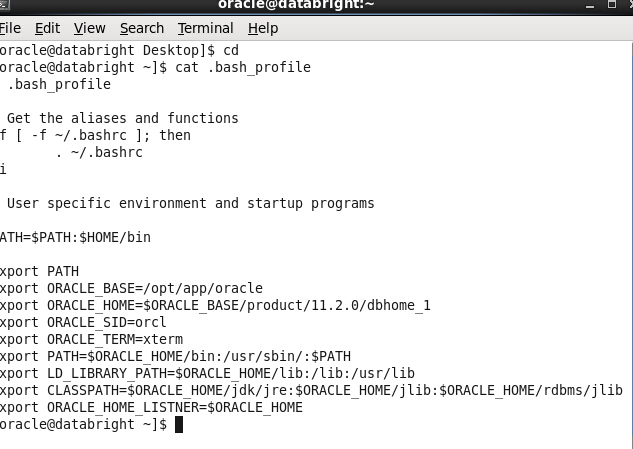 oracle@databright:~
File Edit View Search Terminal Help
oracle@databright Desktop]$ cd
oracle@databright ~]$ cat .bash_profile
.bash_profile
Get the aliases and functions
f [ -f ~/.bashrc ]; then
. ~/.bashrc
i
User specific environment and startup programs
ATH=$PATH:$HOME/bin
xport PATH
xport ORACLE_BASE=/opt/app/oracle
xport ORACLE_HOME=$ORACLE_BASE/product/11.2.0/dbhome_1
xport ORACLE_SID=orcl
xport ORACLE_TERM=xterm
xport PATH=$ORACLE_HOME/bin:/usr/sbin/:$PATH
xport LD_LIBRARY_PATH=$ORACLE_HOME/lib:/lib:/usr/lib
xport CLASSPATH=$ORACLE_HOME/jdk/jre:$ORACLE_HOME/jlib:$ORACLE_HOME/rdbms/jlib
xport ORACLE_HOME_LISTNER=$ORACLE_HOME
oracle@databright ~]$